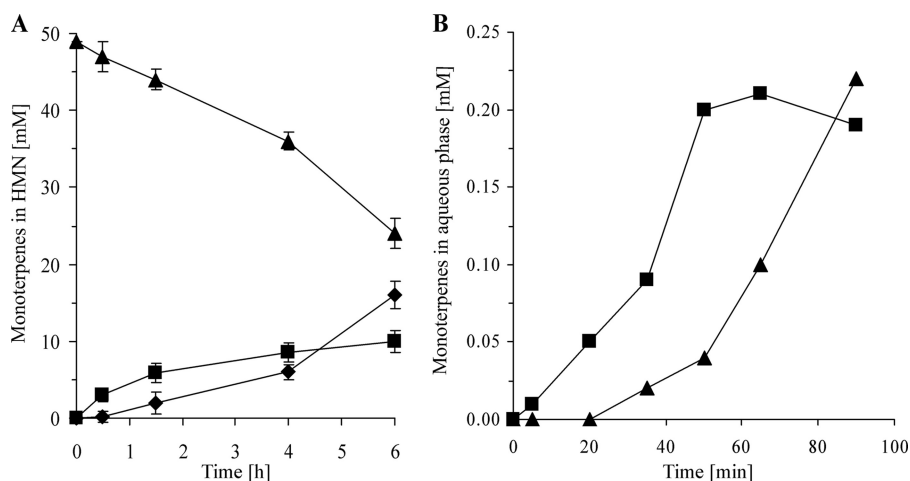 A
Monoterpenes in HMN [mM]
50
40
30
20
10
0
0 1 2 3 4 5 6
Time [h]
B
Monoterpenes in aqueous phase [mM]
0.25
0.20
0.15
0.10
0.05
0.00
0 20 40 60 80 100
Time [min]